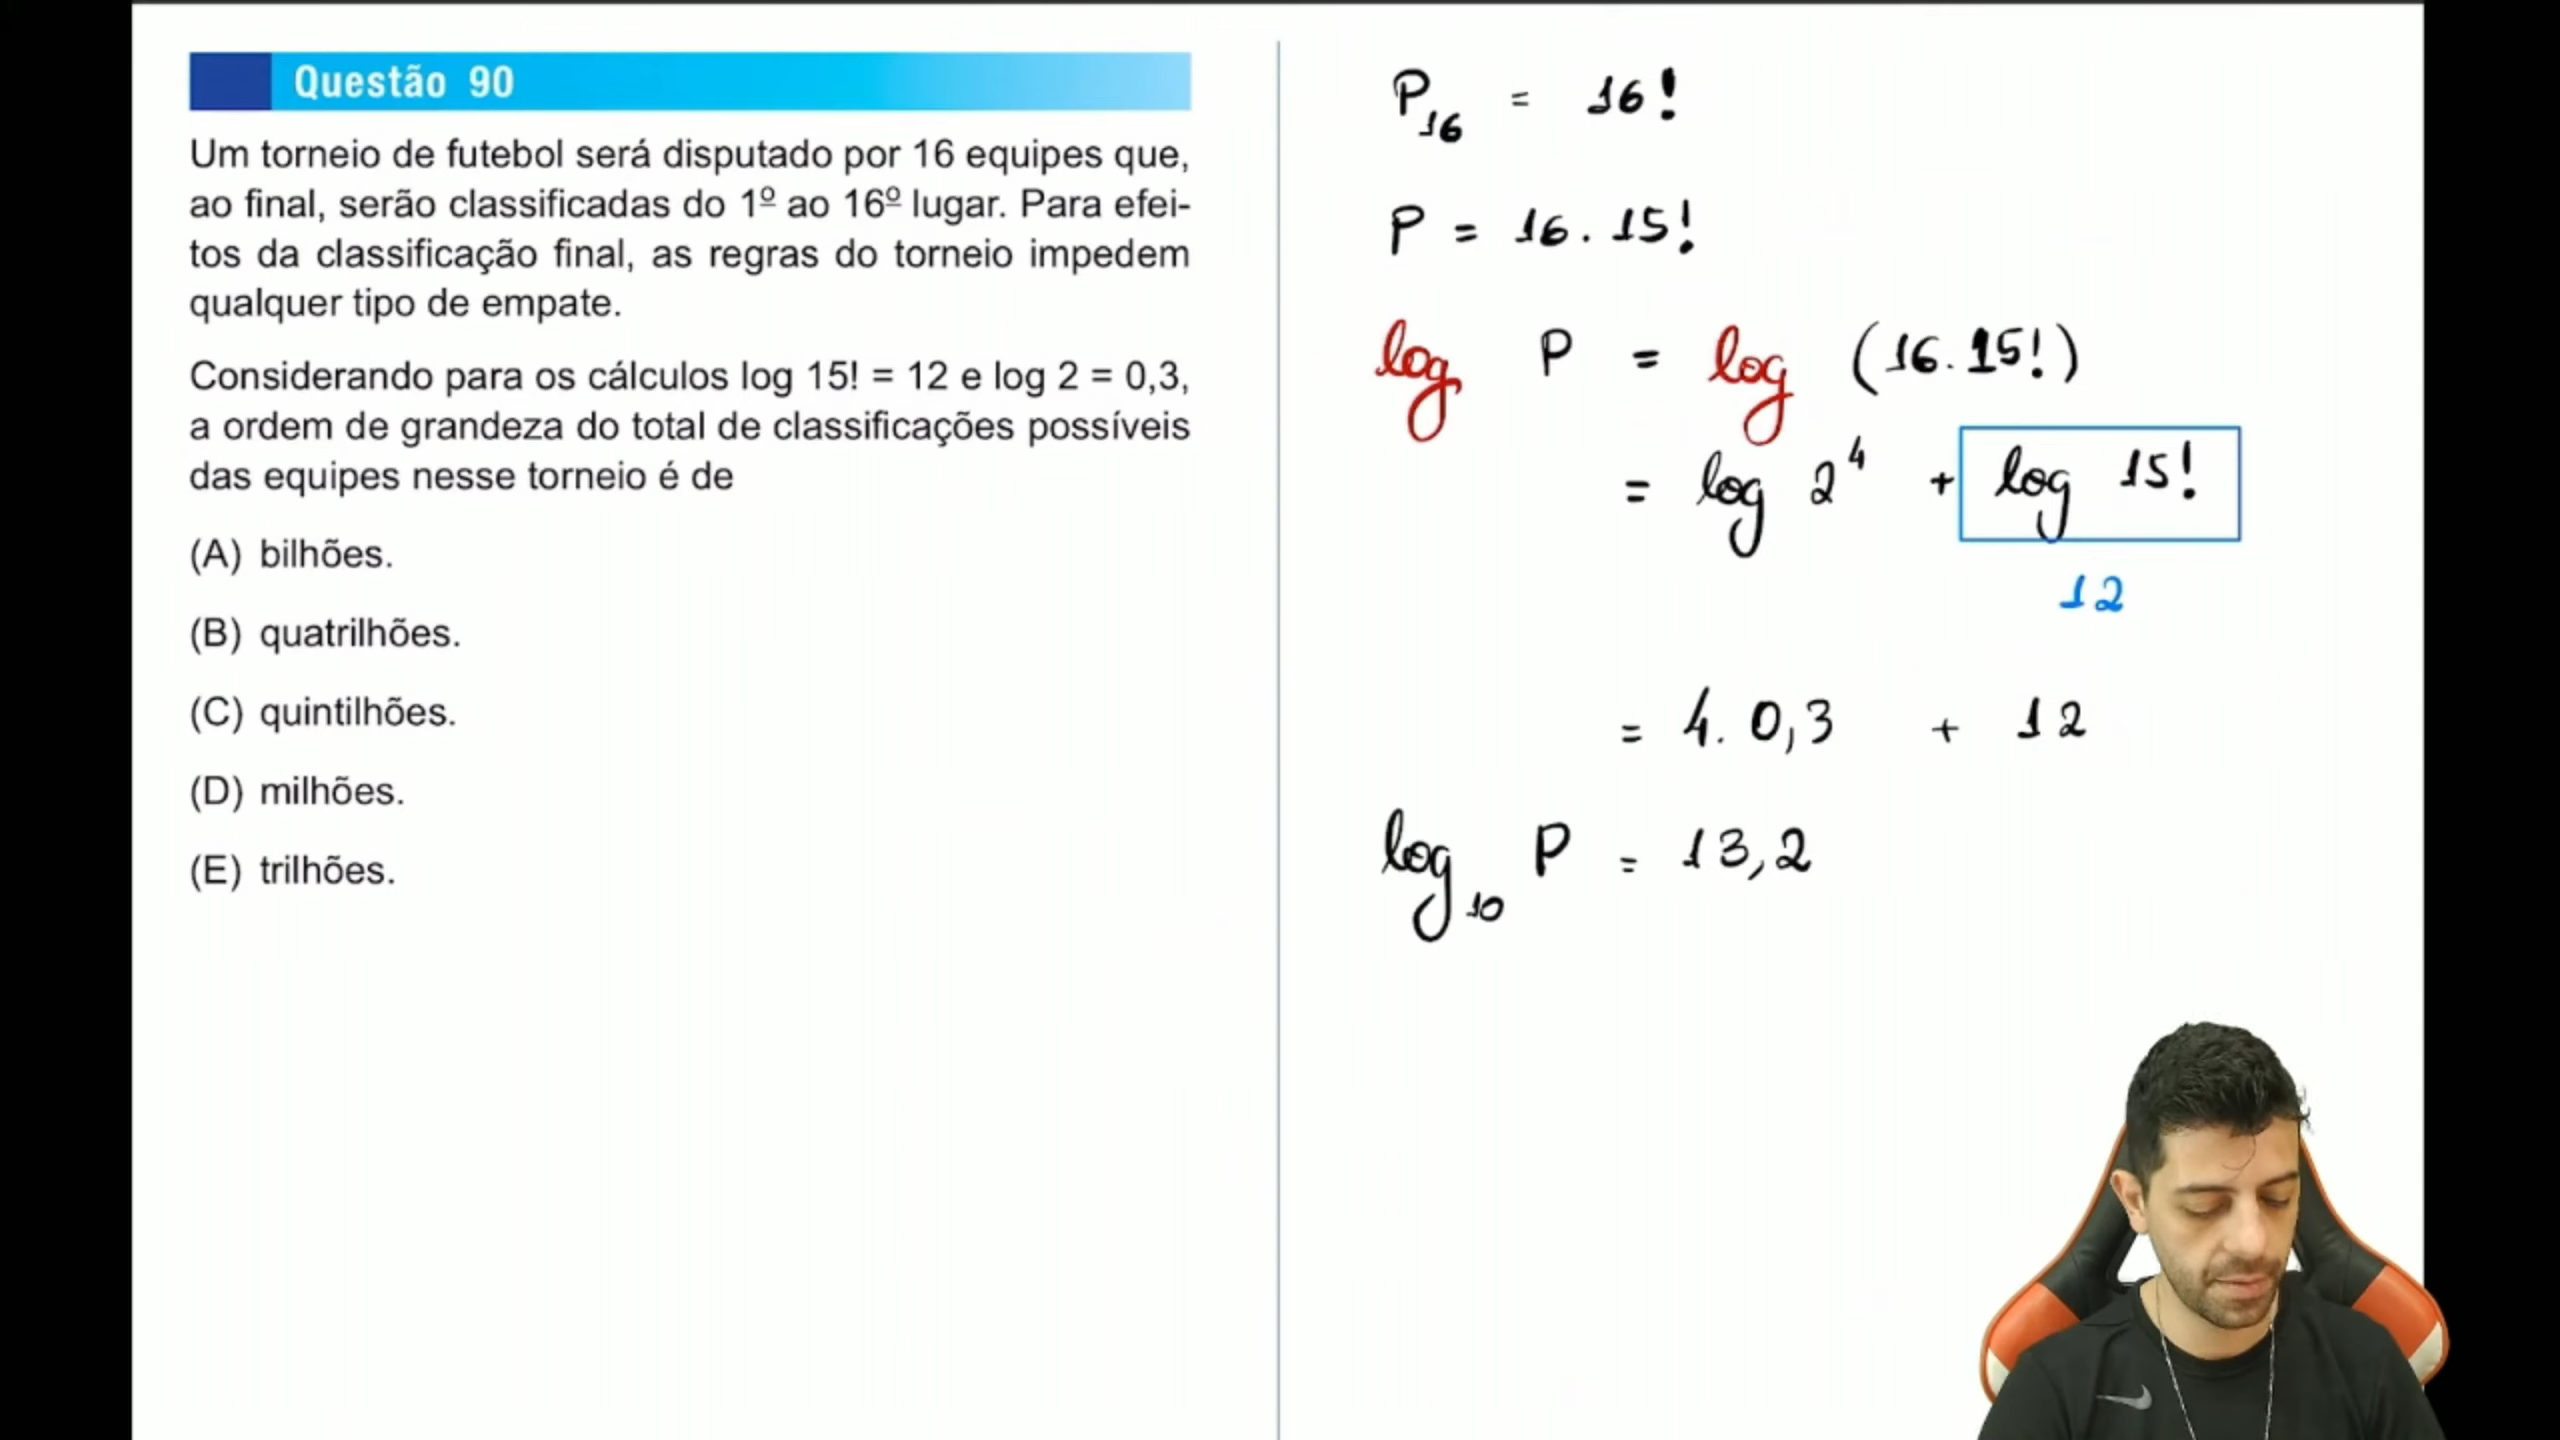 Questão 90
Um torneio de futebol será disputado por 16 equipes que,
ao final, serão classificadas do 1º ao 16º lugar. Para efei-
tos da classificação final, as regras do torneio impedem
qualquer tipo de empate.
Considerando para os cálculos log 15! = 12 e log 2 = 0,3,
a ordem de grandeza do total de classificações possíveis
das equipes nesse torneio é de
(A) bilhões.
(B) quatrilhões.
(C) quintilhões.
(D) milhões.
(E) trilhões.
P₁₆ = 16!
P = 16. 15!
log P = log (16.15!)
= log 2⁴ + log 15!
12
= 4. 0,3 + 12
log₁₀ P = 13,2